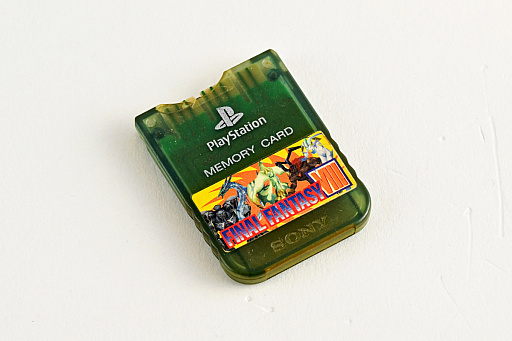 PlayStation
MEMORY CARD
FINAL FANTASY VIII
SONY